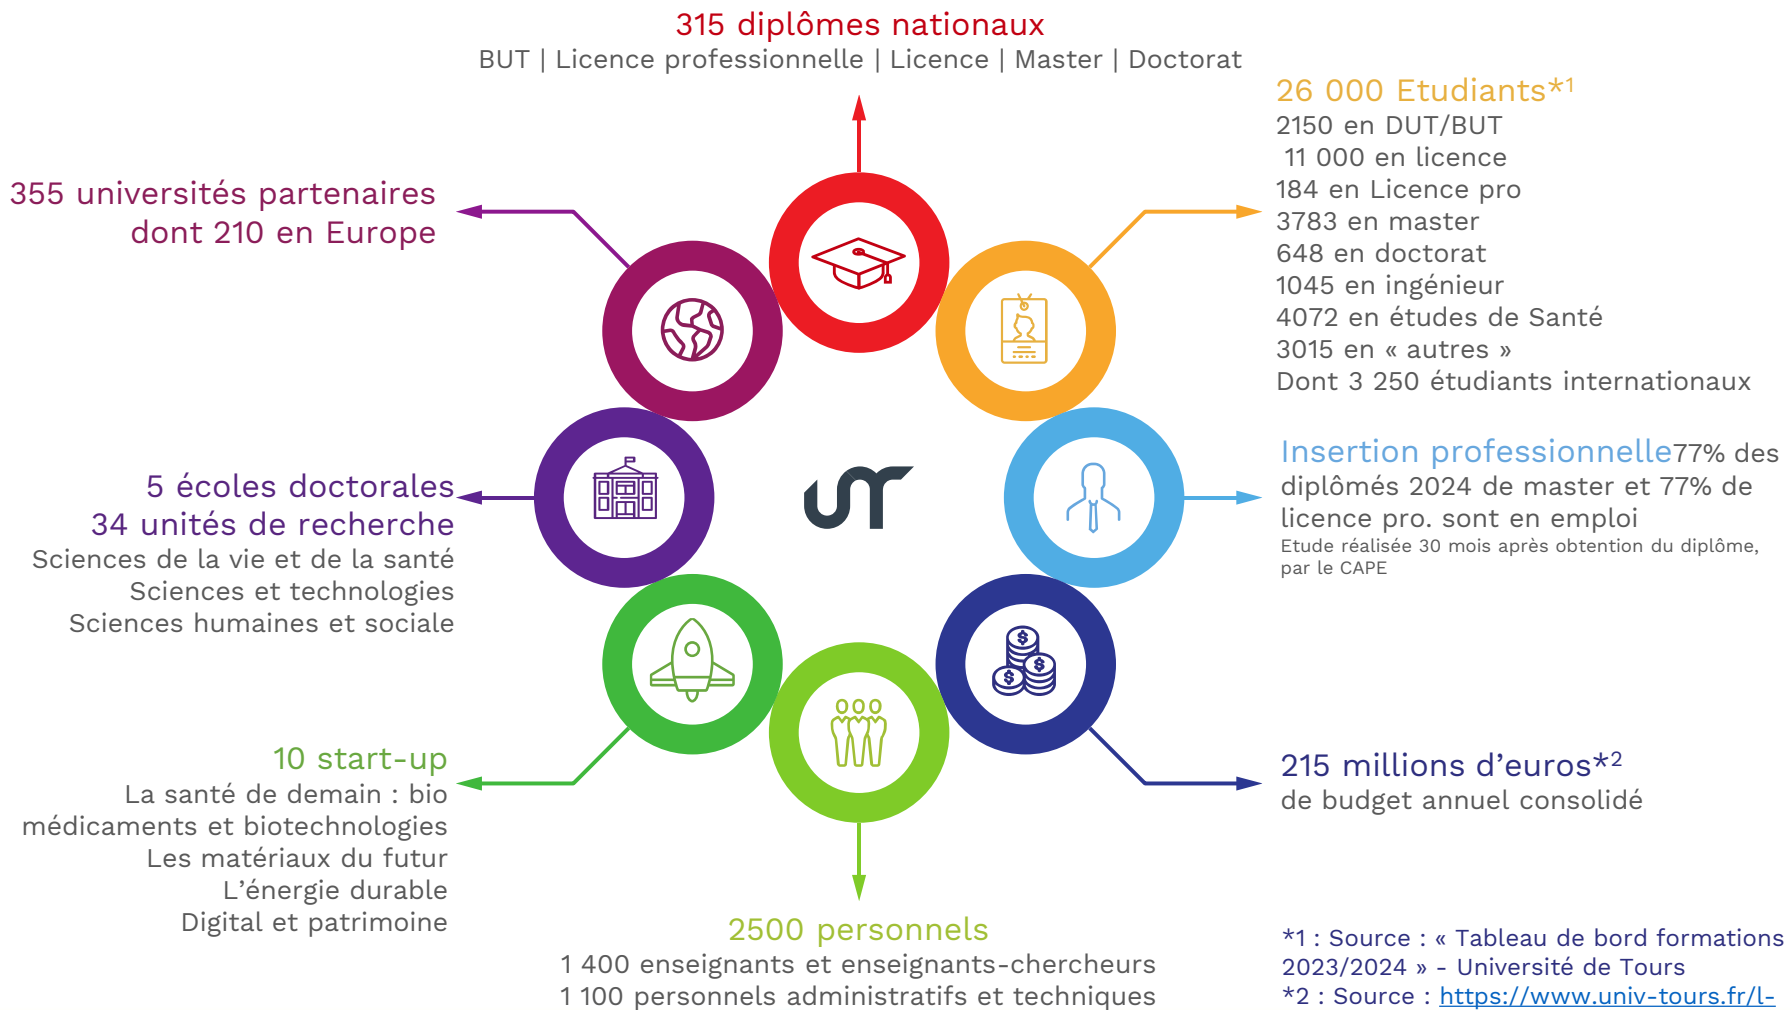 315 diplômes nationaux
BUT | Licence professionnelle | Licence | Master | Doctorat
26 000 Etudiants*1
2150 en DUT/BUT
11 000 en licence
184 en Licence pro
3783 en master
648 en doctorat
1045 en ingénieur
4072 en études de Santé
3015 en « autres »
Dont 3 250 étudiants internationaux
Insertion professionnelle77% des
diplômés 2024 de master et 77% de
licence pro. sont en emploi
Etude réalisée 30 mois après obtention du diplôme,
par le CAPE
215 millions d’euros*2
de budget annuel consolidé
2500 personnels
1 400 enseignants et enseignants-chercheurs
1 100 personnels administratifs et techniques
10 start-up
La santé de demain : bio
médicaments et biotechnologies
Les matériaux du futur
L’énergie durable
Digital et patrimoine
5 écoles doctorales
34 unités de recherche
Sciences de la vie et de la santé
Sciences et technologies
Sciences humaines et sociale
355 universités partenaires
dont 210 en Europe
UT
*1 : Source : « Tableau de bord formations
2023/2024 » - Université de Tours
*2 : Source : https://www.univ-tours.fr/l-